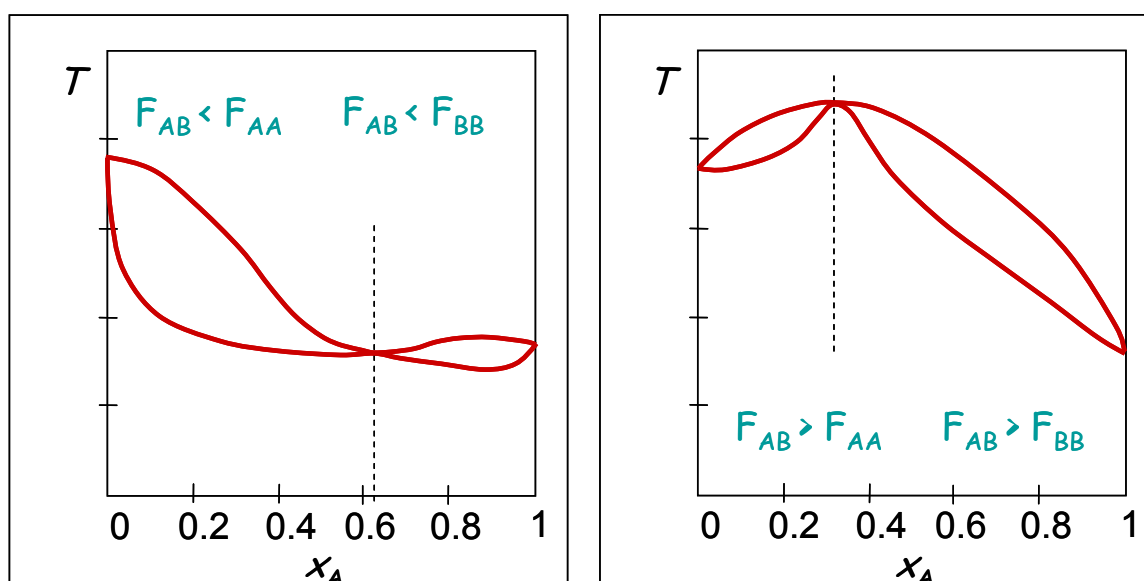 T
F_AB < F_AA F_AB < F_BB
0 0.2 0.4 0.6 0.8 1
x_A
T
F_AB > F_AA F_AB > F_BB
0 0.2 0.4 0.6 0.8 1
x_A